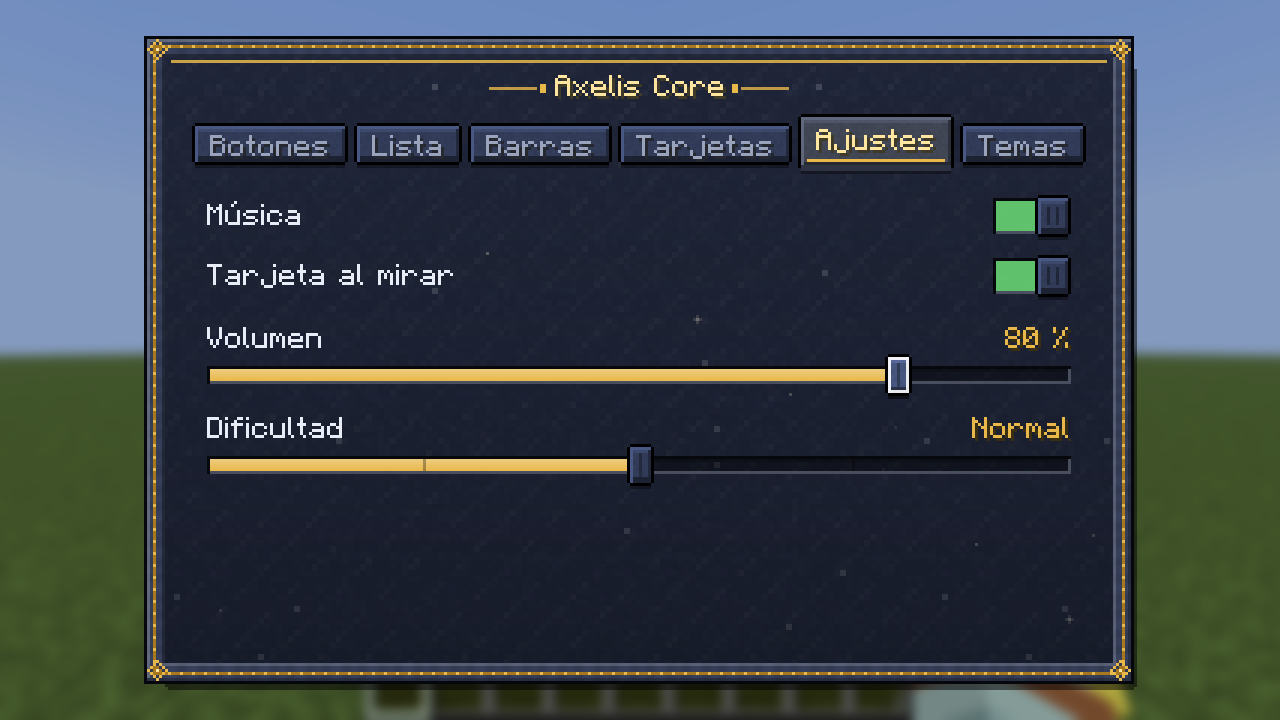 Axelis Core
Botones Lista Barras Tarjetas Ajustes Temas
Música
Tarjeta al mirar
Volumen 80 %
Dificultad Normal